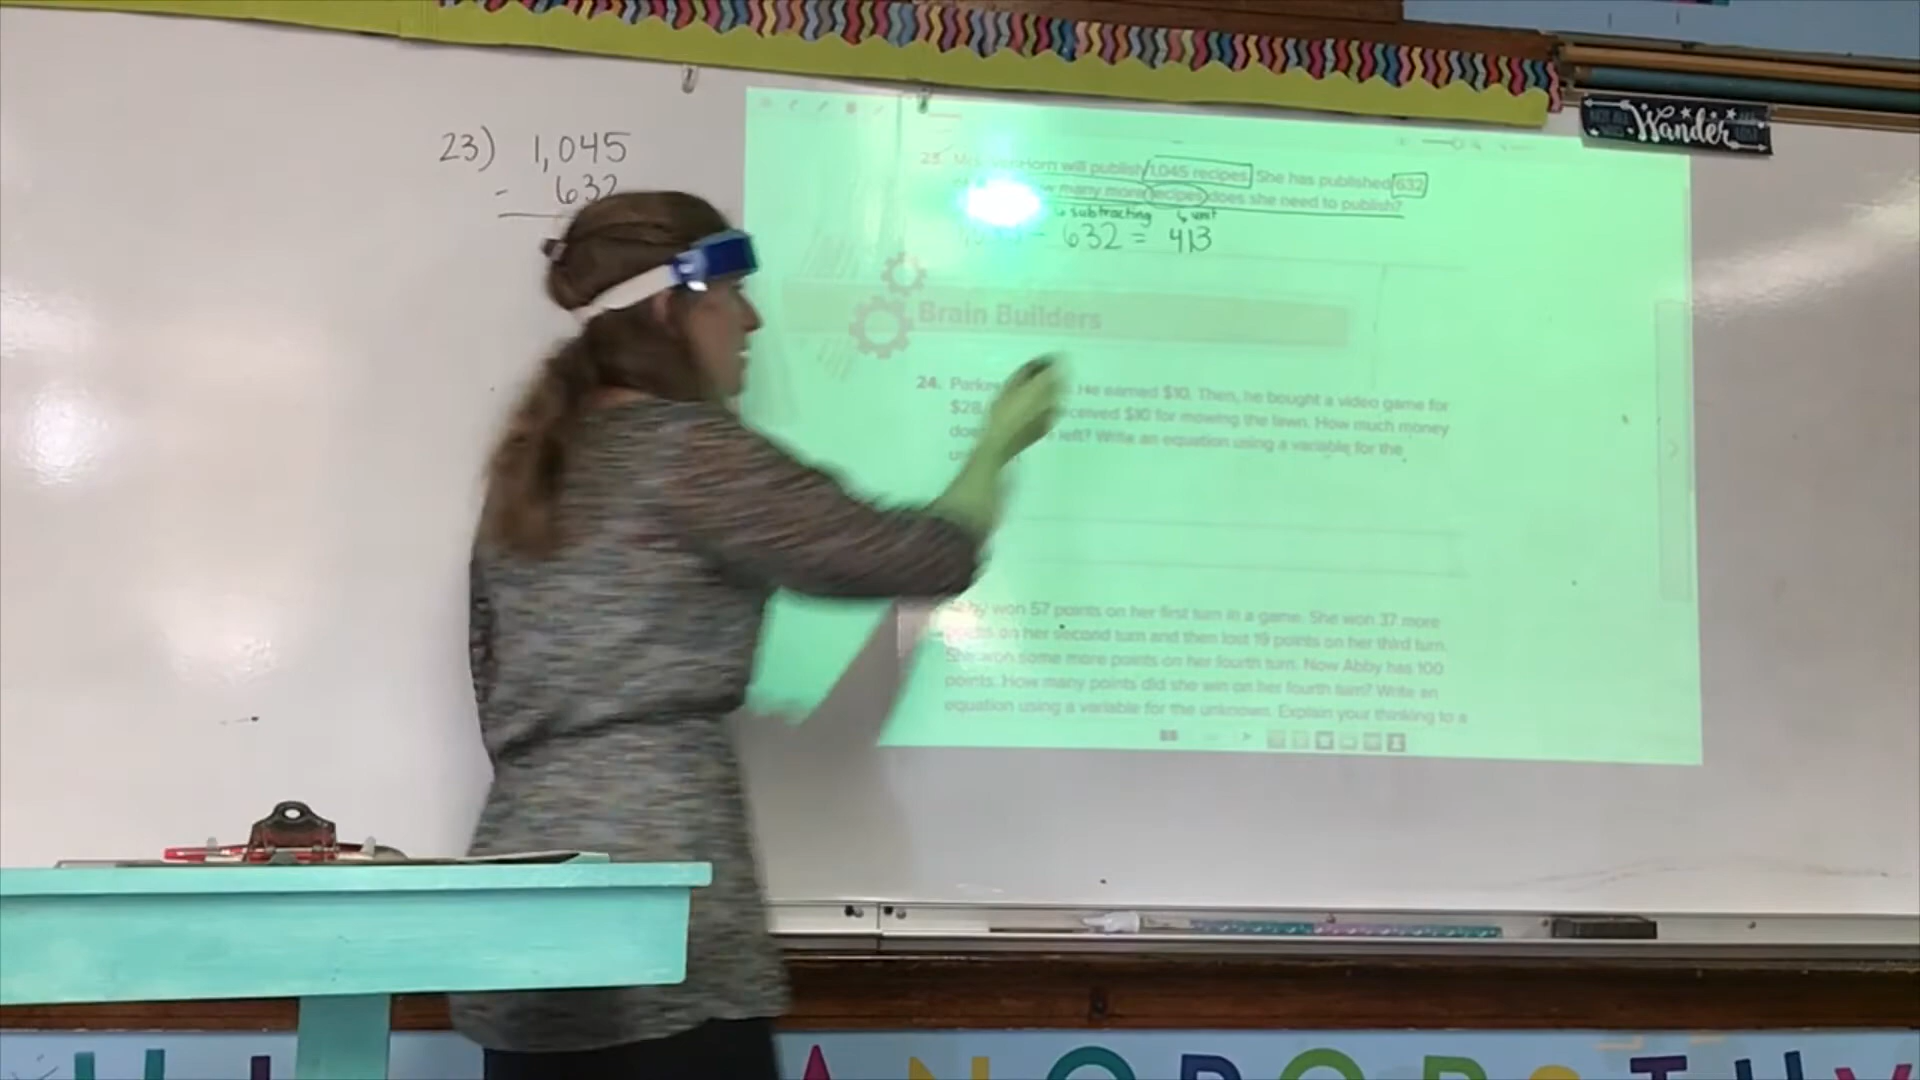 23) 1,045
- 632
23. Horn will publish 1,045 recipes. She has published 632
many more recipes does she need to publish?
subtracting unit
- 632 = 413
Brain Builders
24. He earned $10. Then, he bought a video game for
$28. received $10 for mowing the lawn. How much money
left? Write an equation using a variable for the
won 57 points on her first turn in a game. She won 37 more
on her second turn and then lost 19 points on her third turn.
She won some more points on her fourth turn. Now Abby has 100
points. How many points did she win on her fourth turn? Write an
equation using a variable for the unknown. Explain your thinking to a
Wander